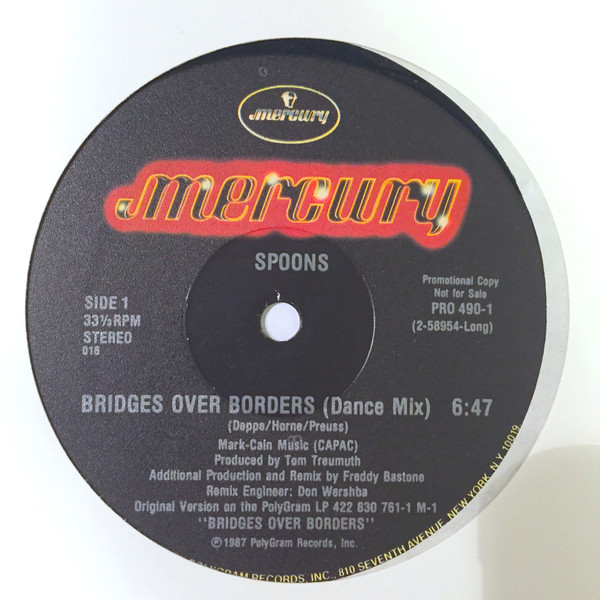 mercury
mercury
SPOONS
SIDE 1
33⅓ RPM
STEREO
016
Promotional Copy
Not for Sale
PRO 490-1
(2-58954-Long)
BRIDGES OVER BORDERS (Dance Mix) 6:47
(Deppe/Horne/Preuss)
Mark-Cain Music (CAPAC)
Produced by Tom Treumuth
Additional Production and Remix by Freddy Bastone
Remix Engineer: Don Wershba
Original Version on the PolyGram LP 422 830 761-1 M-1
"BRIDGES OVER BORDERS"
℗1987 PolyGram Records, Inc.
RECORDS, INC., 810 SEVENTH AVENUE, NEW YORK, N.Y. 10019